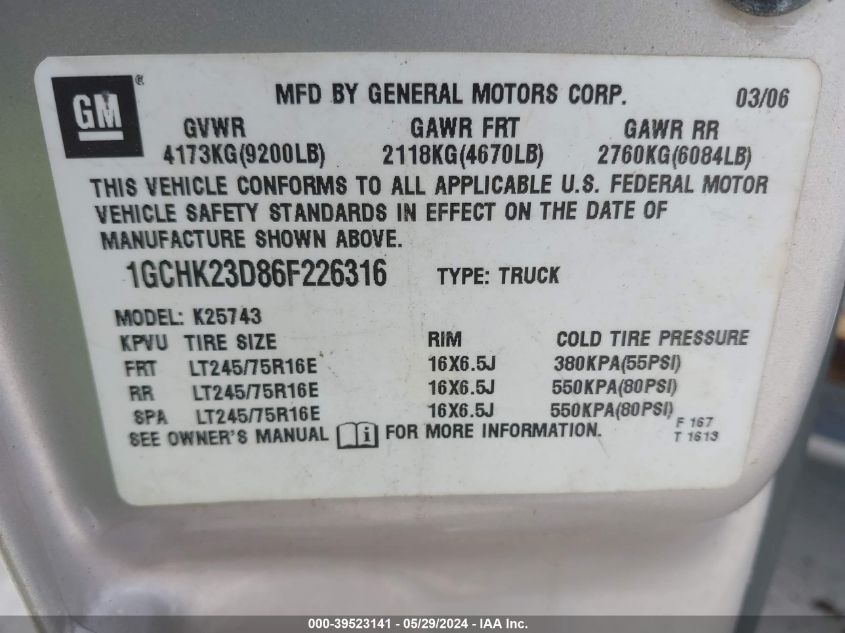 GM ®
MFD BY GENERAL MOTORS CORP. 03/06
GVWR GAWR FRT GAWR RR
4173KG(9200LB) 2118KG(4670LB) 2760KG(6084LB)
THIS VEHICLE CONFORMS TO ALL APPLICABLE U.S. FEDERAL MOTOR
VEHICLE SAFETY STANDARDS IN EFFECT ON THE DATE OF
MANUFACTURE SHOWN ABOVE.
1GCHK23D86F226316 TYPE: TRUCK
MODEL: K25743
KPVU TIRE SIZE RIM COLD TIRE PRESSURE
FRT LT245/75R16E 16X6.5J 380KPA(55PSI)
RR LT245/75R16E 16X6.5J 550KPA(80PSI)
SPA LT245/75R16E 16X6.5J 550KPA(80PSI)
SEE OWNER'S MANUAL i FOR MORE INFORMATION. F 167
T 1613
000-39523141 - 05/29/2024 - IAA Inc.